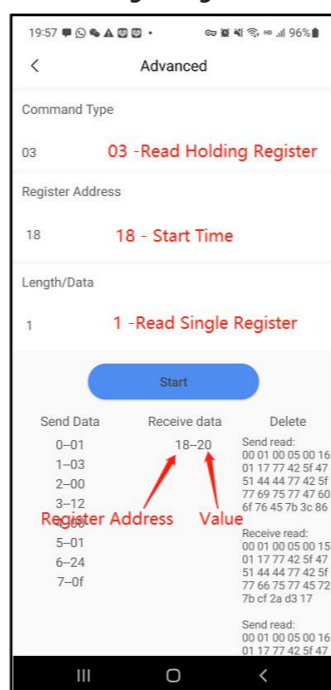 19:57
96%
Advanced
Command Type
03
03 -Read Holding Register
Register Address
18
18 - Start Time
Length/Data
1
1 -Read Single Register
Start
Send Data
Receive data
Delete
0--01
1--03
2--00
3--12
5--01
6--24
7--0f
18--20
Register Address
Value
Send read:
00 01 00 05 00 16
01 17 77 42 5f 47
51 44 44 77 42 5f
77 69 75 77 47 60
6f 76 45 7b 3c 86
Receive read:
00 01 00 05 00 15
01 17 77 42 5f 47
51 44 44 77 42 5f
77 66 75 77 45 72
7b cf 2a d3 17
Send read:
00 01 00 05 00 16
01 17 77 42 5f 47